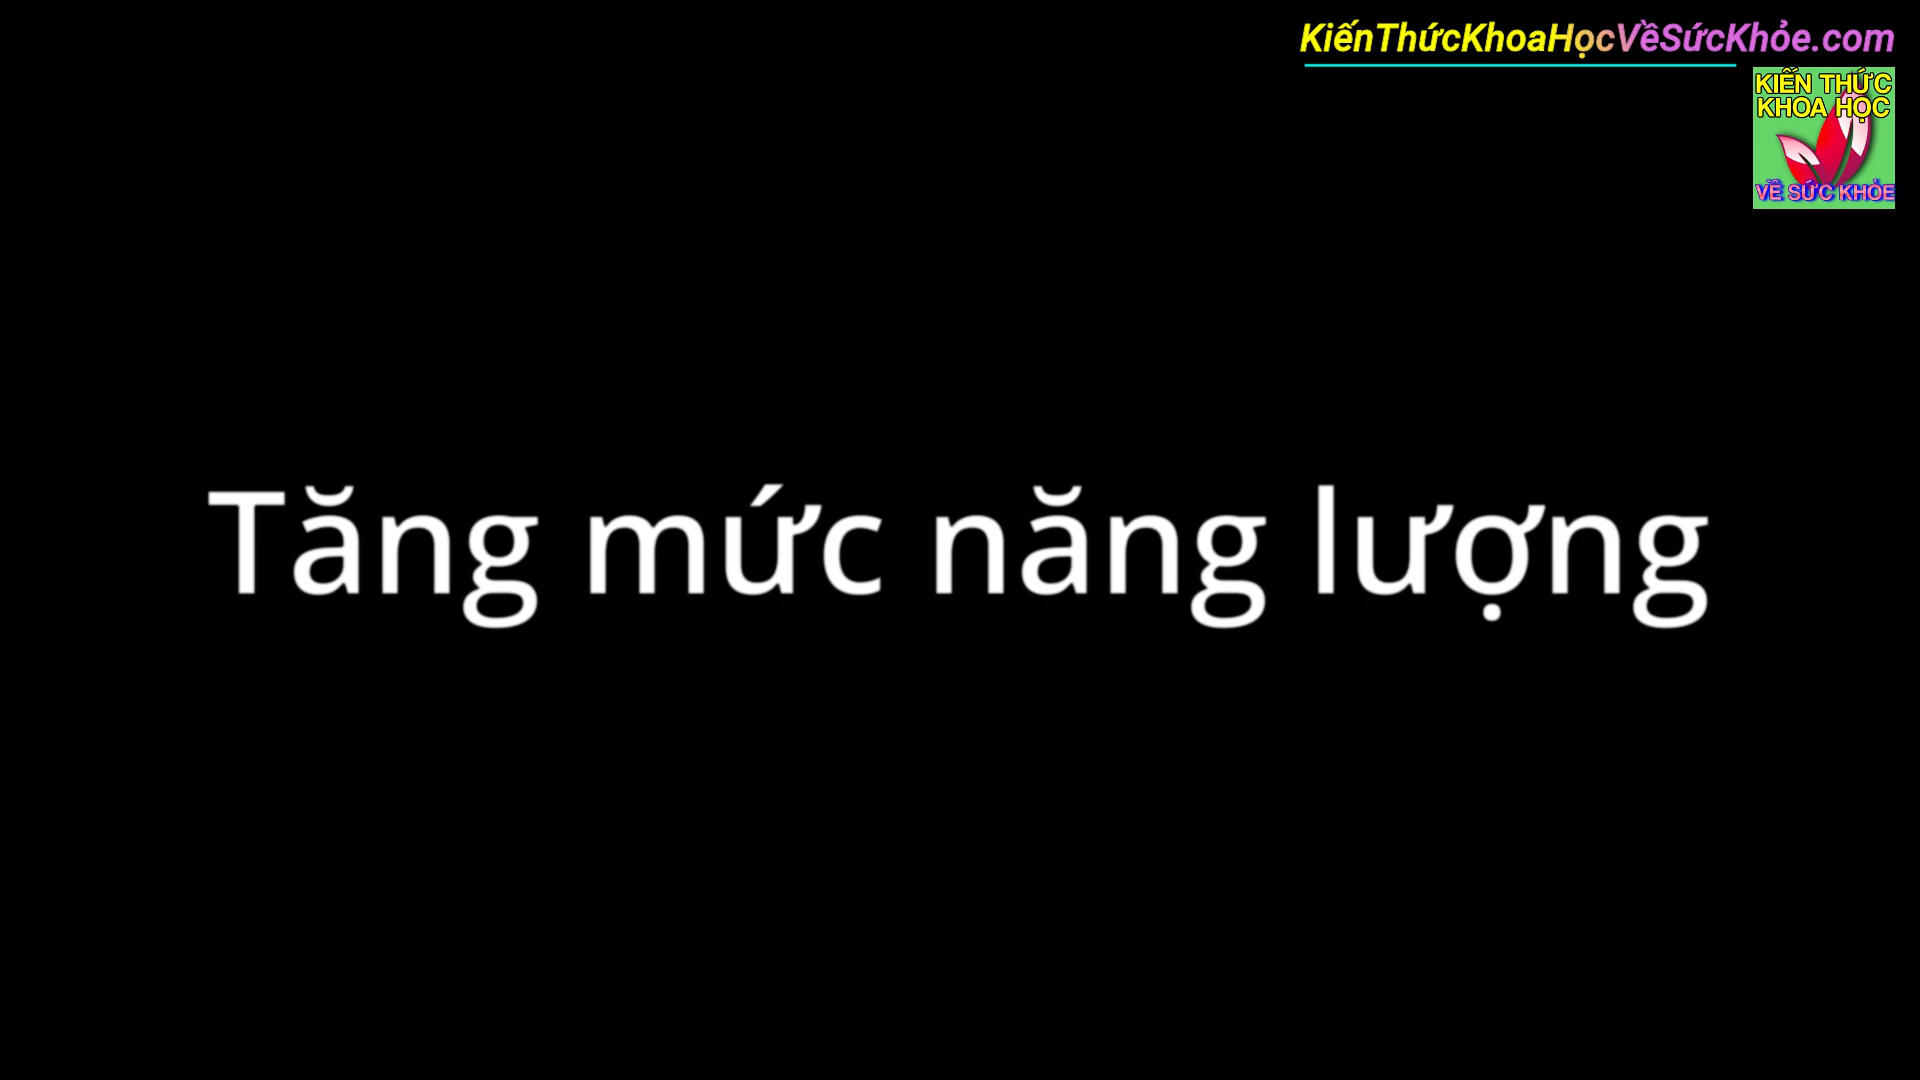 KiếnThứcKhoaHọcVềSứcKhỏe.com
KIẾN THỨC
KHOA HỌC
VỀ SỨC KHỎE
Tăng mức năng lượng